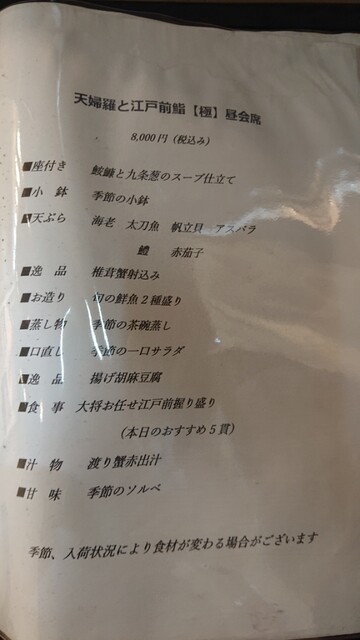 天婦羅と江戸前鮨【極】昼会席
8,000円（税込み）
■座付き 鮟鱇と九条葱のスープ仕立て
■小 鉢 季節の小鉢
■天ぷら 海老 太刀魚 帆立貝 アスパラ
鱧 赤茄子
■逸 品 椎茸蟹射込み
■お造り 旬の鮮魚２種盛り
■蒸し物 季節の茶碗蒸し
■口直し 季節の一口サラダ
■逸 品 揚げ胡麻豆腐
■食 事 大将お任せ江戸前握り盛り
（本日のおすすめ５貫）
■汁 物 渡り蟹赤出汁
■甘 味 季節のソルベ
季節、入荷状況により食材が変わる場合がございます